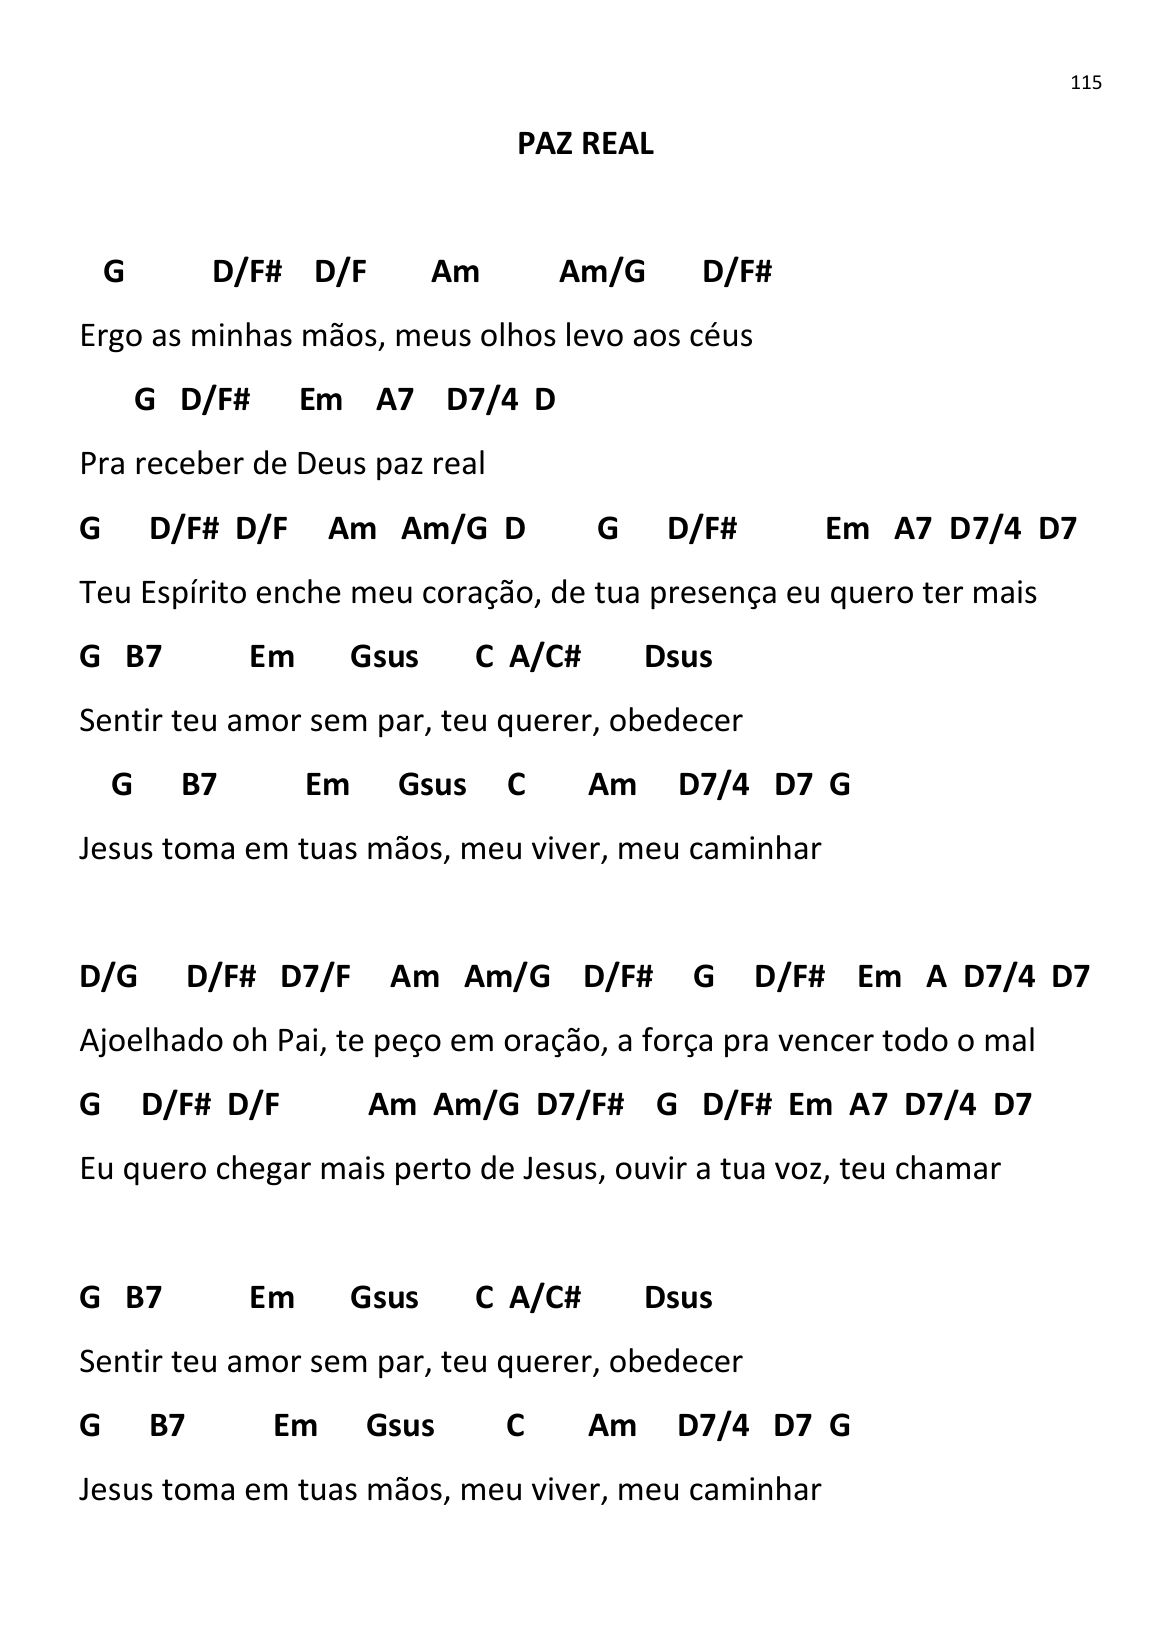 115
PAZ REAL
G D/F# D/F Am Am/G D/F#
Ergo as minhas mãos, meus olhos levo aos céus
G D/F# Em A7 D7/4 D
Pra receber de Deus paz real
G D/F# D/F Am Am/G D G D/F# Em A7 D7/4 D7
Teu Espírito enche meu coração, de tua presença eu quero ter mais
G B7 Em Gsus C A/C# Dsus
Sentir teu amor sem par, teu querer, obedecer
G B7 Em Gsus C Am D7/4 D7 G
Jesus toma em tuas mãos, meu viver, meu caminhar
D/G D/F# D7/F Am Am/G D/F# G D/F# Em A D7/4 D7
Ajoelhado oh Pai, te peço em oração, a força pra vencer todo o mal
G D/F# D/F Am Am/G D7/F# G D/F# Em A7 D7/4 D7
Eu quero chegar mais perto de Jesus, ouvir a tua voz, teu chamar
G B7 Em Gsus C A/C# Dsus
Sentir teu amor sem par, teu querer, obedecer
G B7 Em Gsus C Am D7/4 D7 G
Jesus toma em tuas mãos, meu viver, meu caminhar